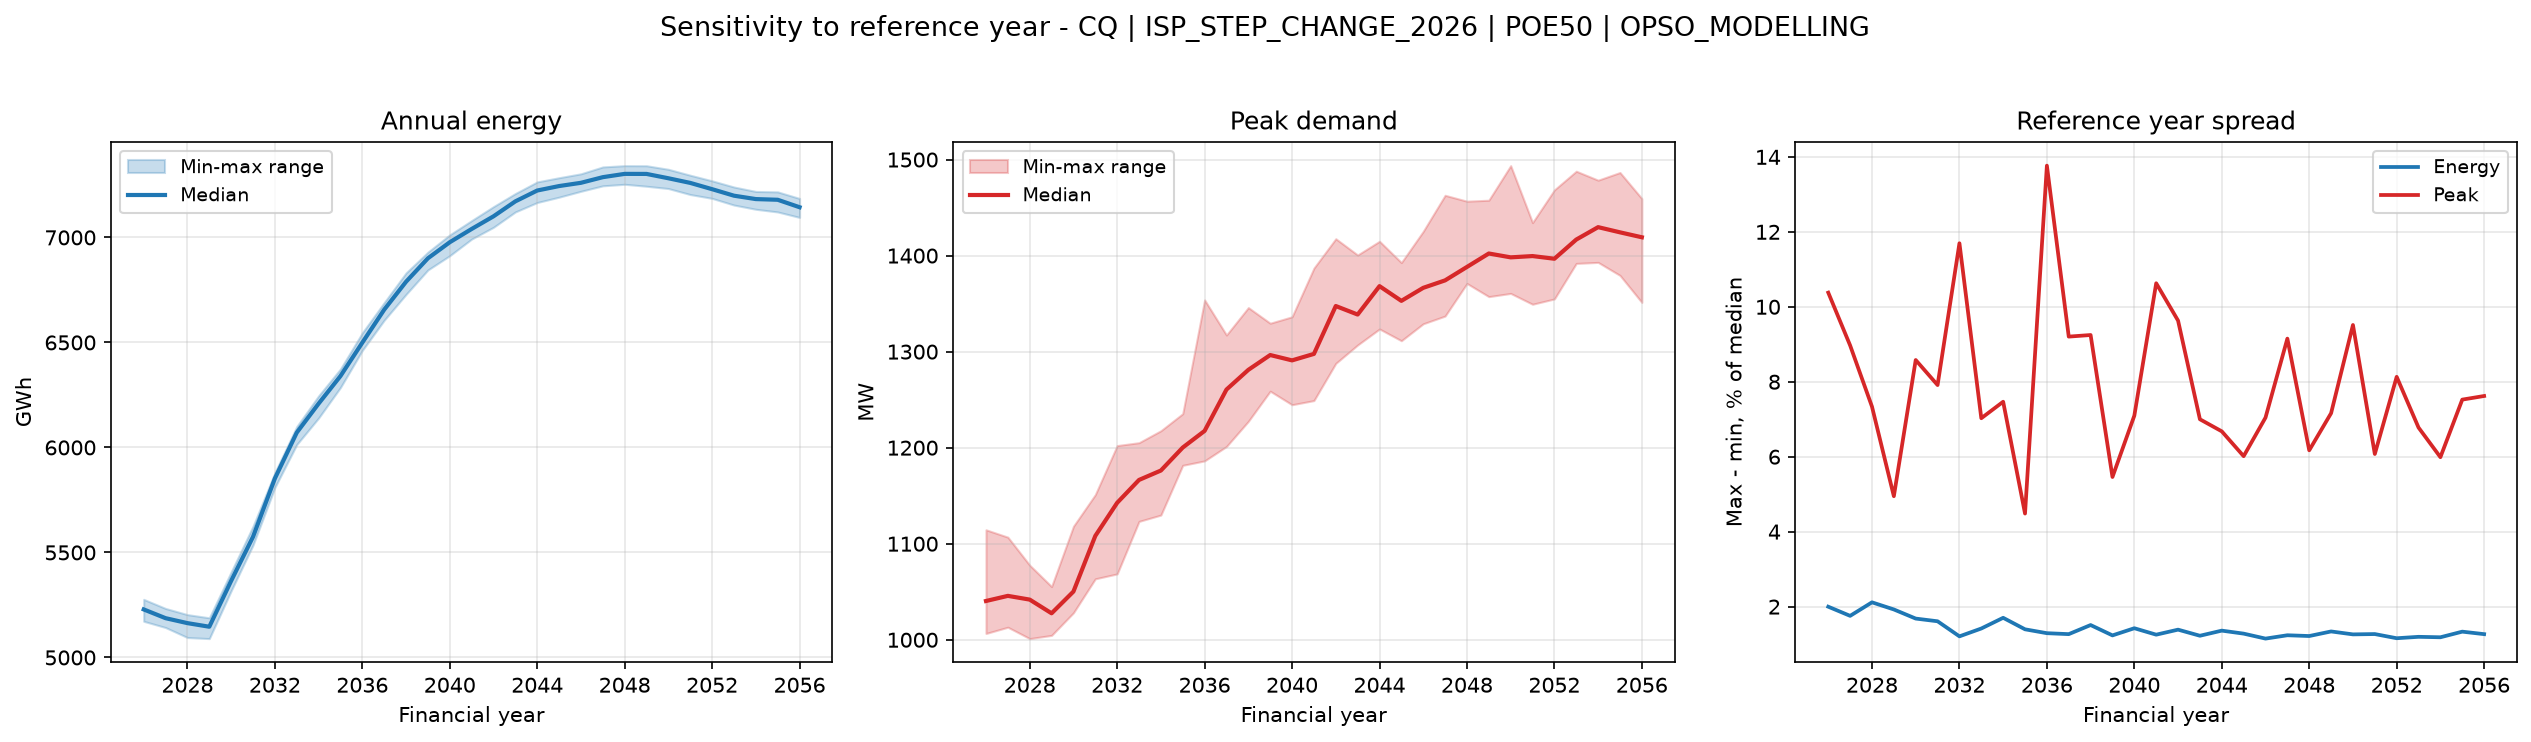 Sensitivity to reference year - CQ | ISP_STEP_CHANGE_2026 | POE50 | OPSO_MODELLING
Annual energy
Min-max range
Median
GWh
7000
6500
6000
5500
5000
2028 2032 2036 2040 2044 2048 2052 2056
Financial year
Peak demand
Min-max range
Median
MW
1500
1400
1300
1200
1100
1000
2028 2032 2036 2040 2044 2048 2052 2056
Financial year
Reference year spread
Energy
Peak
Max - min, % of median
14
12
10
8
6
4
2
2028 2032 2036 2040 2044 2048 2052 2056
Financial year